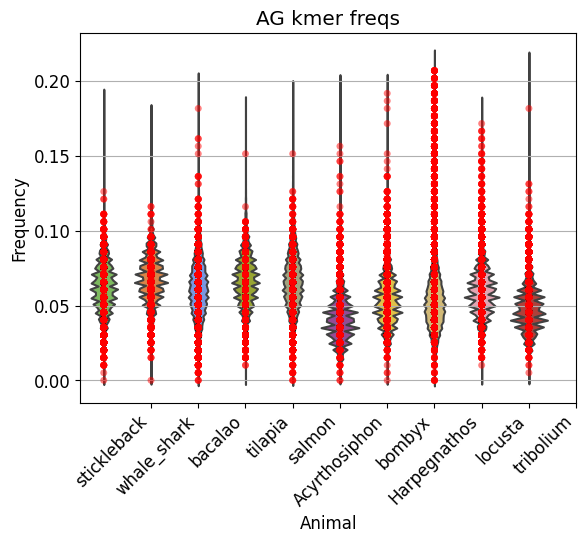 AG kmer freqs
Frequency
0.20
0.15
0.10
0.05
0.00
stickleback
whale_shark
bacalao
tilapia
salmon
Acyrthosiphon
bombyx
Harpegnathos
locusta
tribolium
Animal